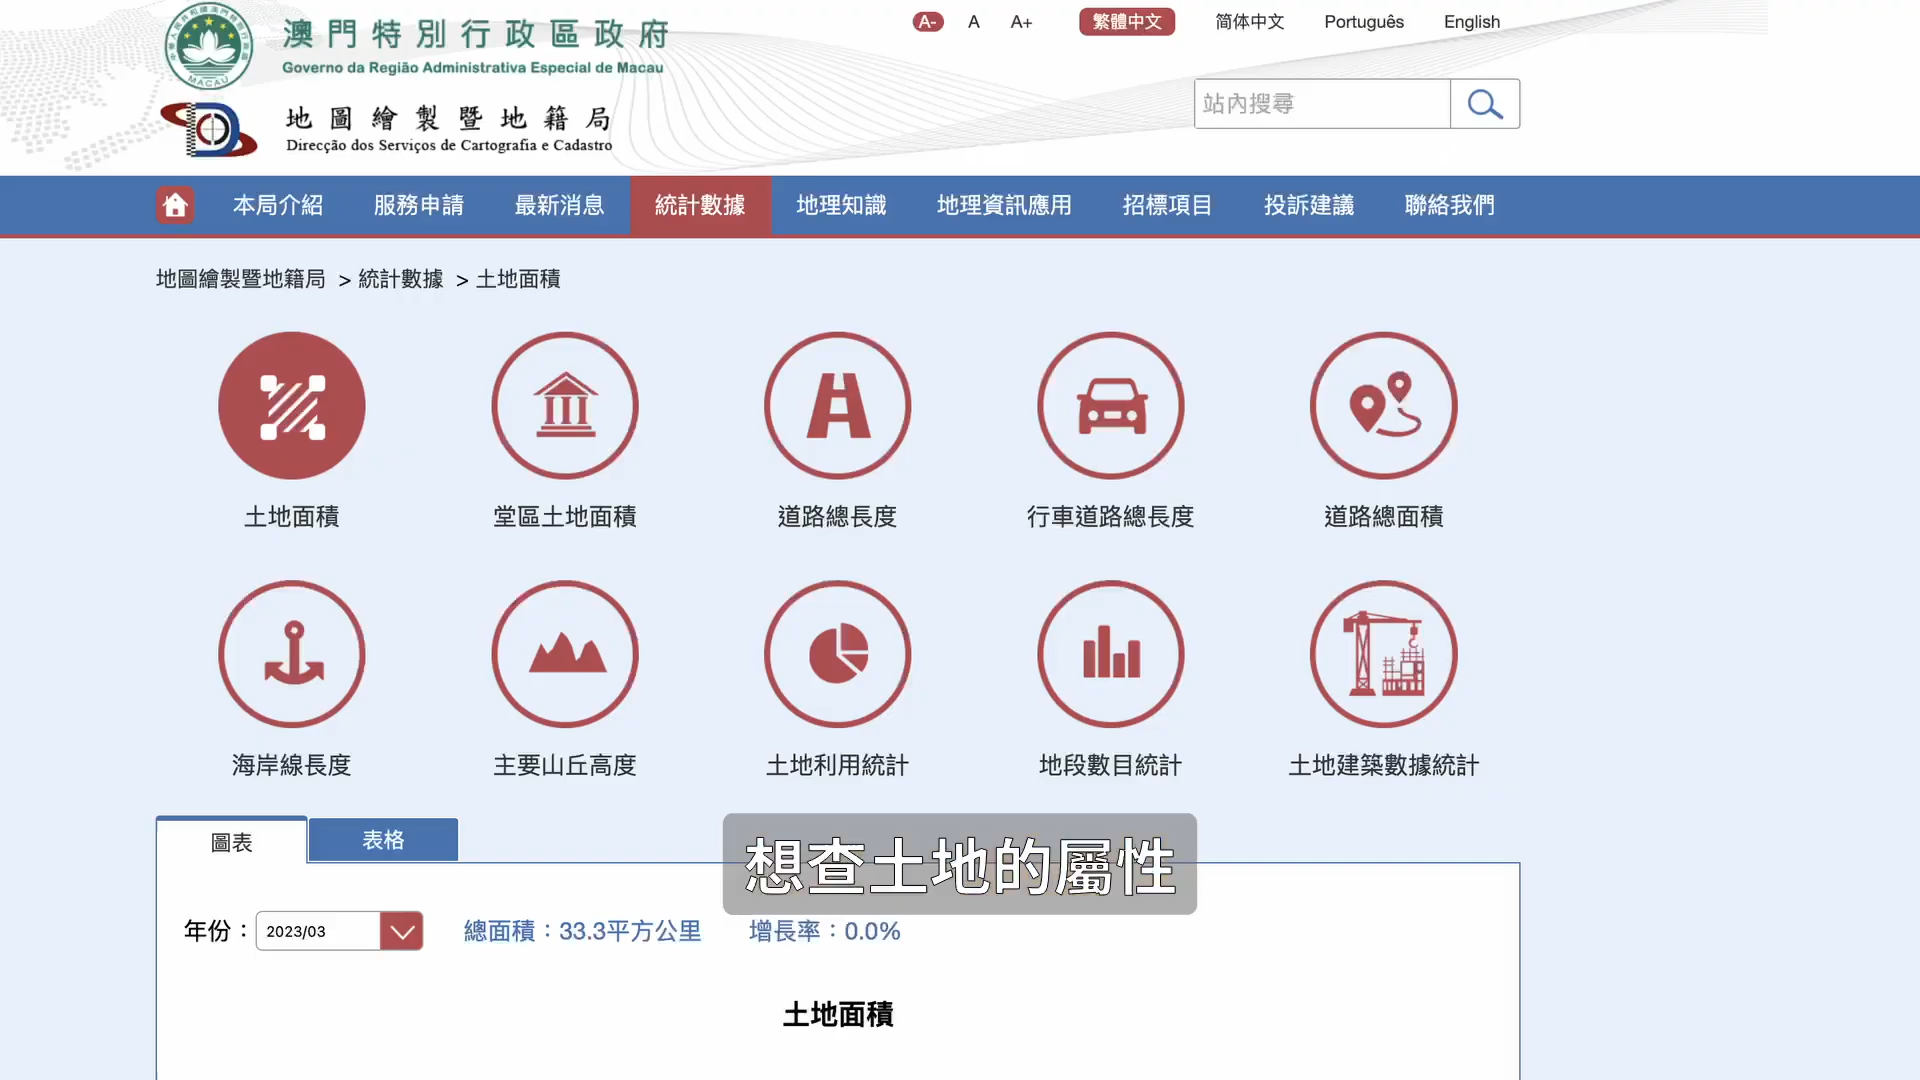 澳門特別行政區政府
Governo da Região Administrativa Especial de Macau
MACAU
地圖繪製暨地籍局
Direcção dos Serviços de Cartografia e Cadastro
A- A A+ 繁體中文 简体中文 Português English
站內搜尋
本局介紹 服務申請 最新消息 統計數據 地理知識 地理資訊應用 招標項目 投訴建議 聯絡我們
地圖繪製暨地籍局 > 統計數據 > 土地面積
土地面積 堂區土地面積 道路總長度 行車道路總長度 道路總面積
海岸線長度 主要山丘高度 土地利用統計 地段數目統計 土地建築數據統計
圖表 表格
想查土地的屬性
年份：2023/03 總面積：33.3平方公里 增長率：0.0%
土地面積